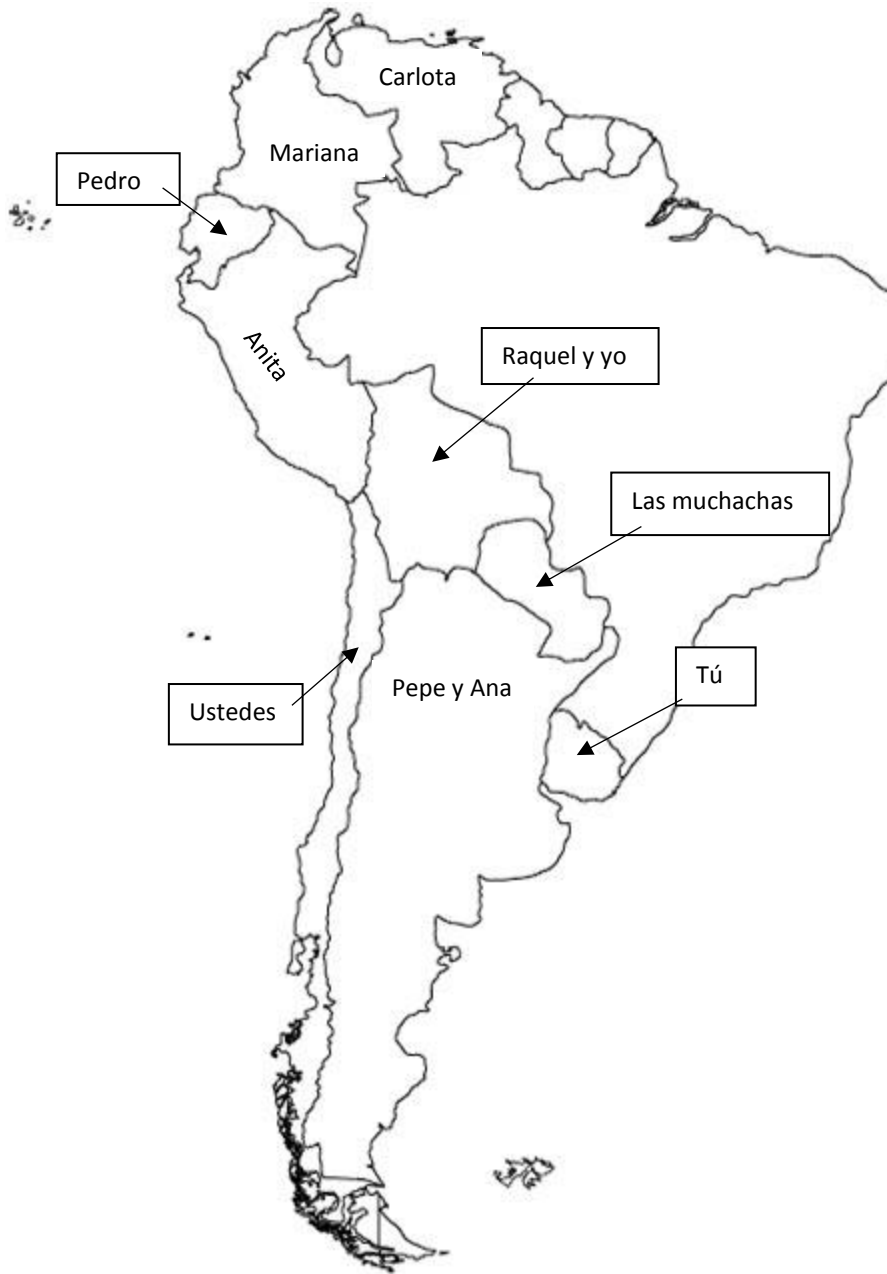 Carlota
Mariana
Pedro
Anita
Raquel y yo
Las muchachas
Tú
Pepe y Ana
Ustedes